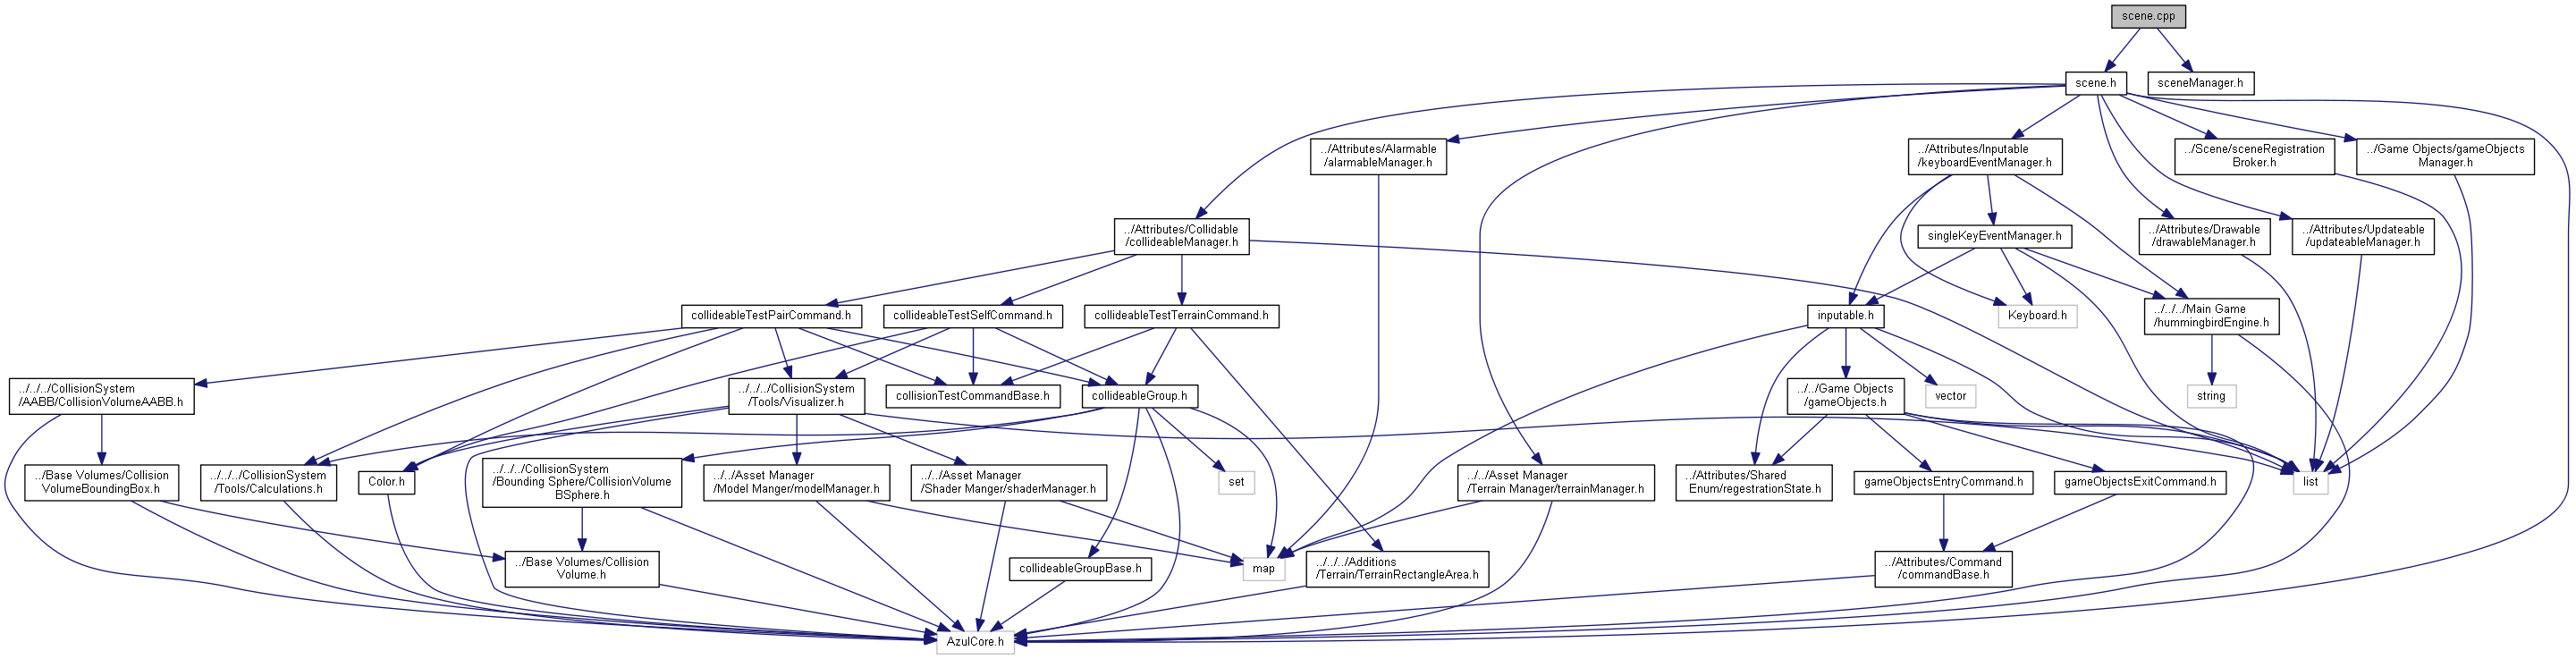 scene.cpp
scene.h
sceneManager.h
../Attributes/Alarmable
/alarmableManager.h
../Attributes/Inputable
/keyboardEventManager.h
../Scene/sceneRegistration
Broker.h
../Game Objects/gameObjects
Manager.h
../Attributes/Collidable
/collideableManager.h
singleKeyEventManager.h
../Attributes/Drawable
/drawableManager.h
../Attributes/Updateable
/updateableManager.h
collideableTestPairCommand.h
collideableTestSelfCommand.h
collideableTestTerrainCommand.h
inputable.h
Keyboard.h
../../../Main Game
/hummingbirdEngine.h
../../../CollisionSystem
/AABB/CollisionVolumeAABB.h
../../../CollisionSystem
/Tools/Visualizer.h
collisionTestCommandBase.h
collideableGroup.h
../../Game Objects
/gameObjects.h
vector
string
../Base Volumes/Collision
VolumeBoundingBox.h
../../../CollisionSystem
/Tools/Calculations.h
Color.h
../../../CollisionSystem
/Bounding Sphere/CollisionVolume
BSphere.h
../../Asset Manager
/Model Manger/modelManager.h
../../Asset Manager
/Shader Manger/shaderManager.h
set
../../Asset Manager
/Terrain Manager/terrainManager.h
../Attributes/Shared
Enum/regestrationState.h
gameObjectsEntryCommand.h
gameObjectsExitCommand.h
list
../Base Volumes/Collision
Volume.h
collideableGroupBase.h
map
../../../Additions
/Terrain/TerrainRectangleArea.h
../Attributes/Command
/commandBase.h
AzulCore.h